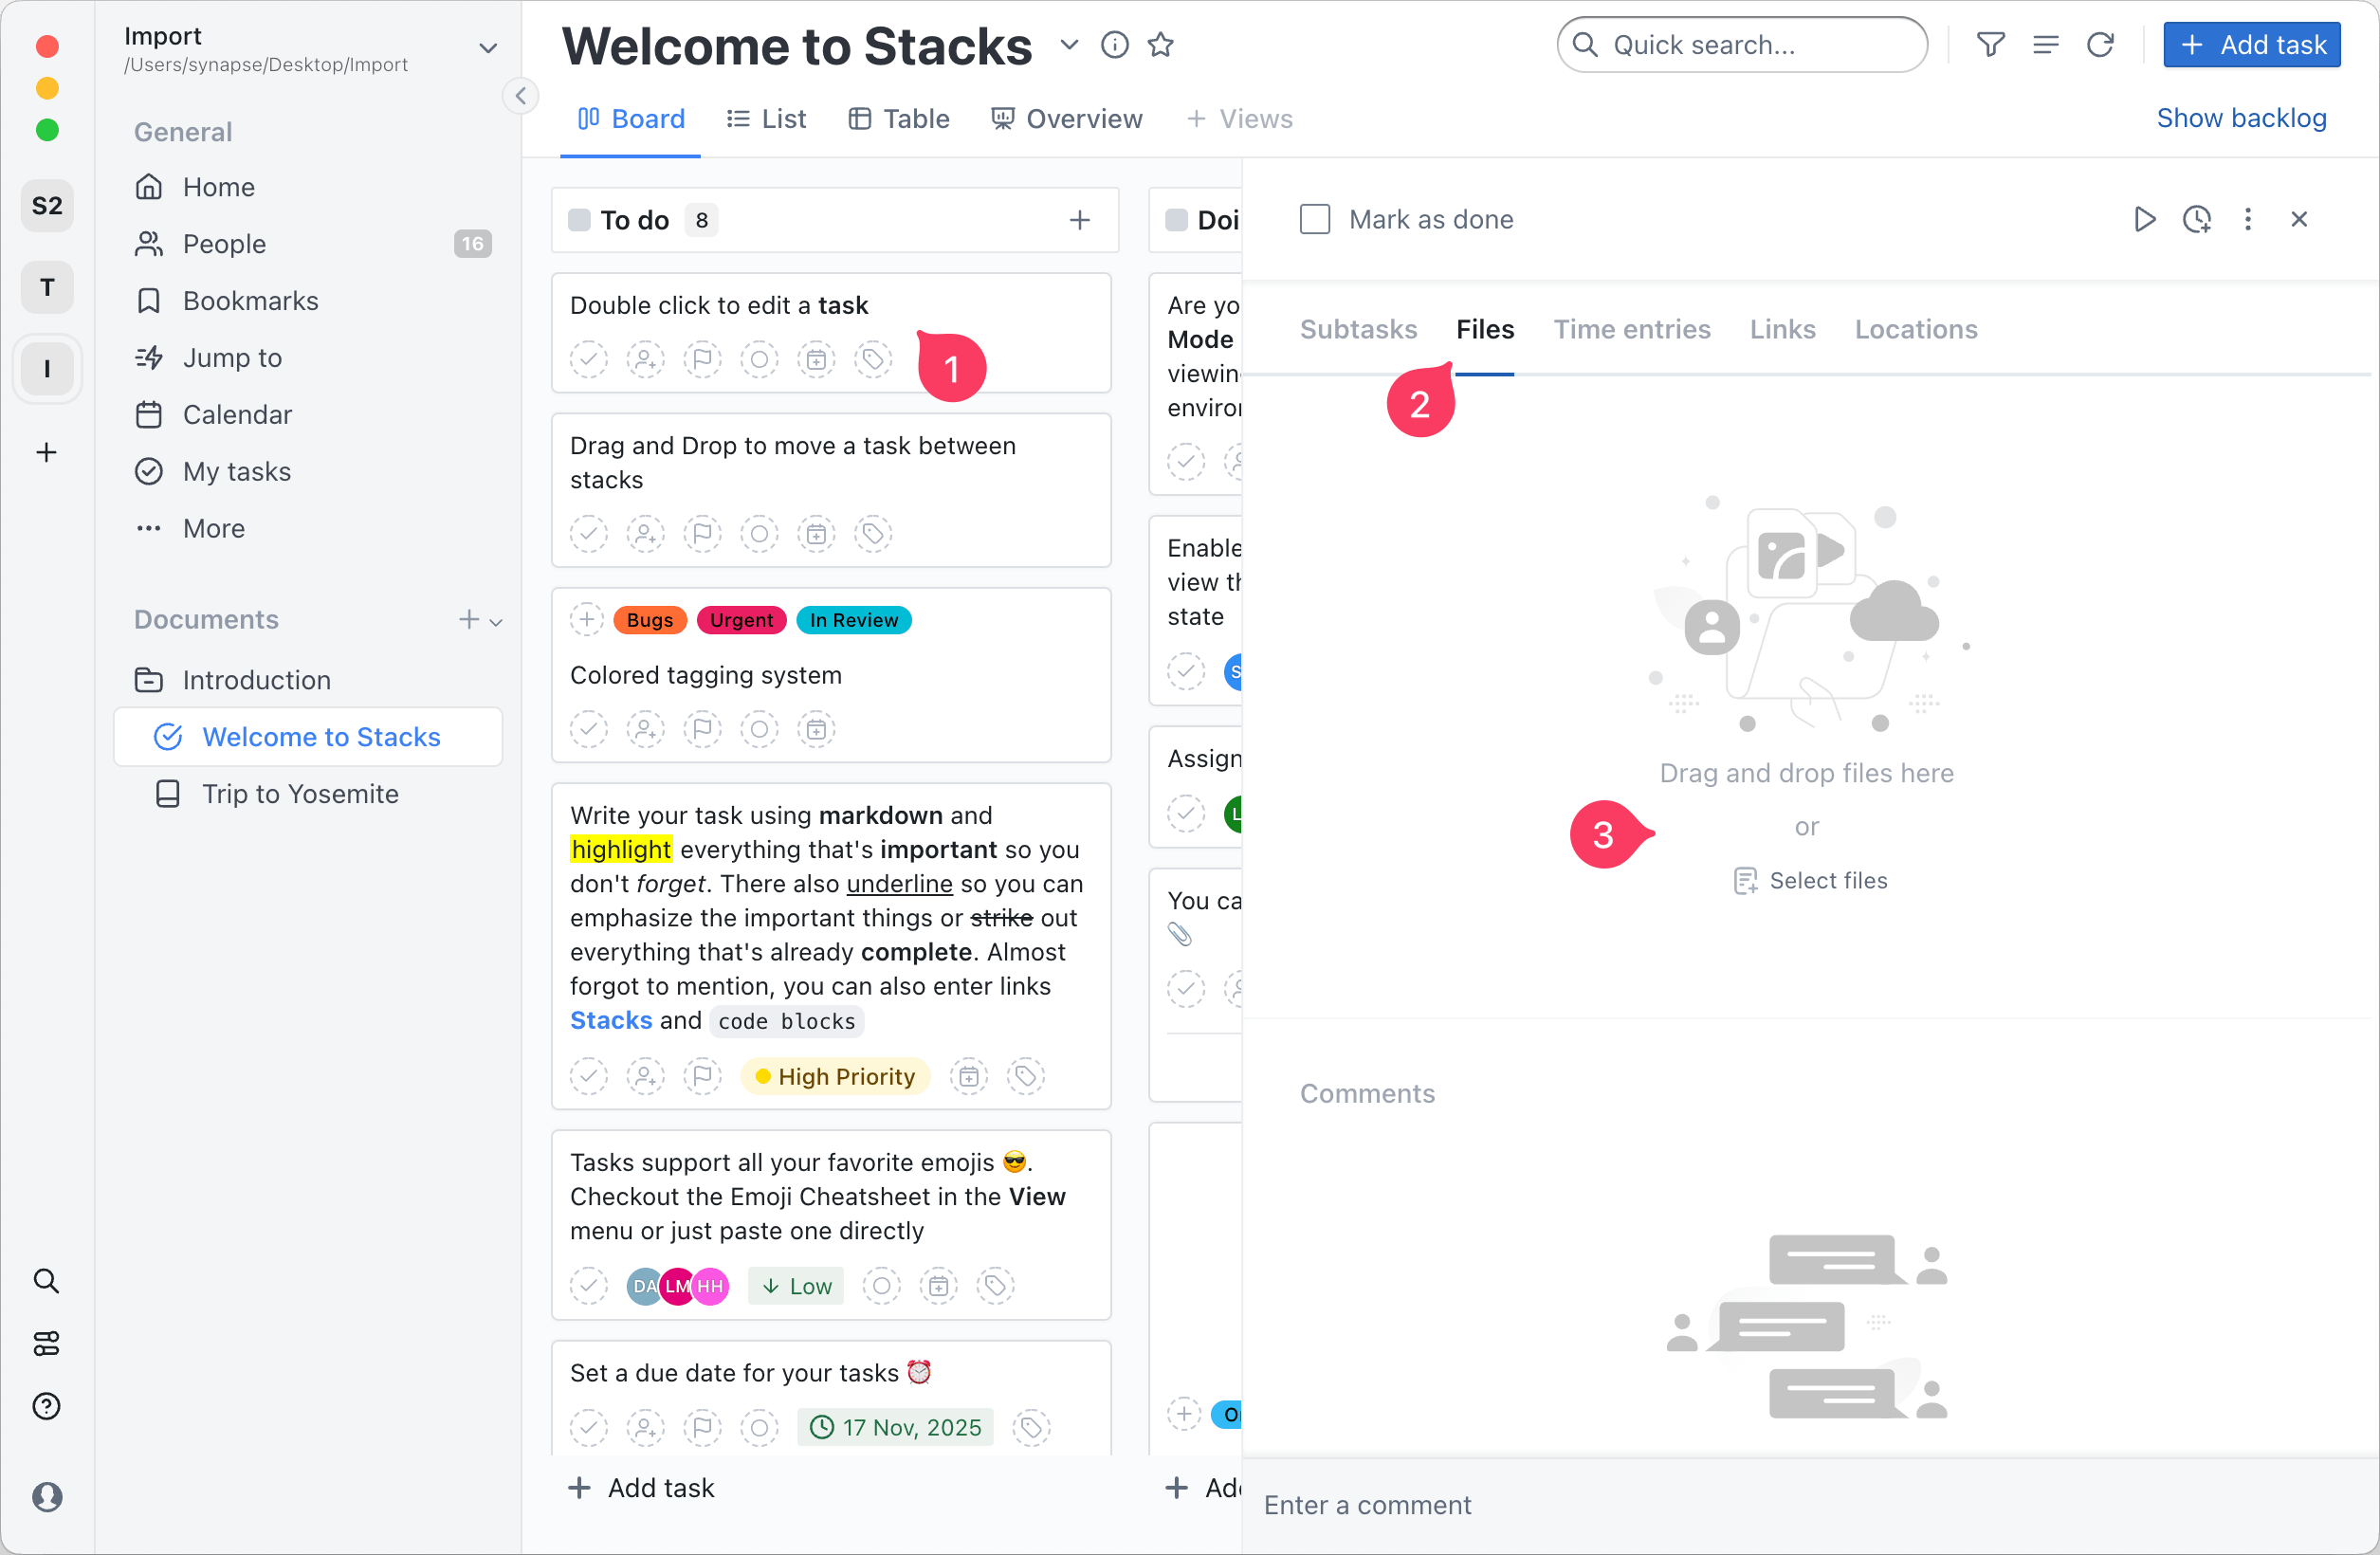 Import
/Users/synapse/Desktop/Import
S2
T
I
General
Home
People 16
Bookmarks
Jump to
Calendar
My tasks
More
Documents
Introduction
Welcome to Stacks
Trip to Yosemite
Welcome to Stacks
Quick search...
Add task
Board
List
Table
Overview
Views
Show backlog
To do 8
Double click to edit a task
1
Drag and Drop to move a task between
stacks
Bugs Urgent In Review
Colored tagging system
Write your task using markdown and
highlight everything that's important so you
don't forget. There also underline so you can
emphasize the important things or strike out
everything that's already complete. Almost
forgot to mention, you can also enter links
Stacks and code blocks
High Priority
Tasks support all your favorite emojis 😎.
Checkout the Emoji Cheatsheet in the View
menu or just paste one directly
DA LM HH Low
Set a due date for your tasks ⏰
17 Nov, 2025
Add task
Doi
Are yo
Mode
viewin
enviro
Enable
view th
state
S
Assign
L
You ca
O
Add
Mark as done
Subtasks Files Time entries Links Locations
2
Drag and drop files here
or
3
Select files
Comments
Enter a comment